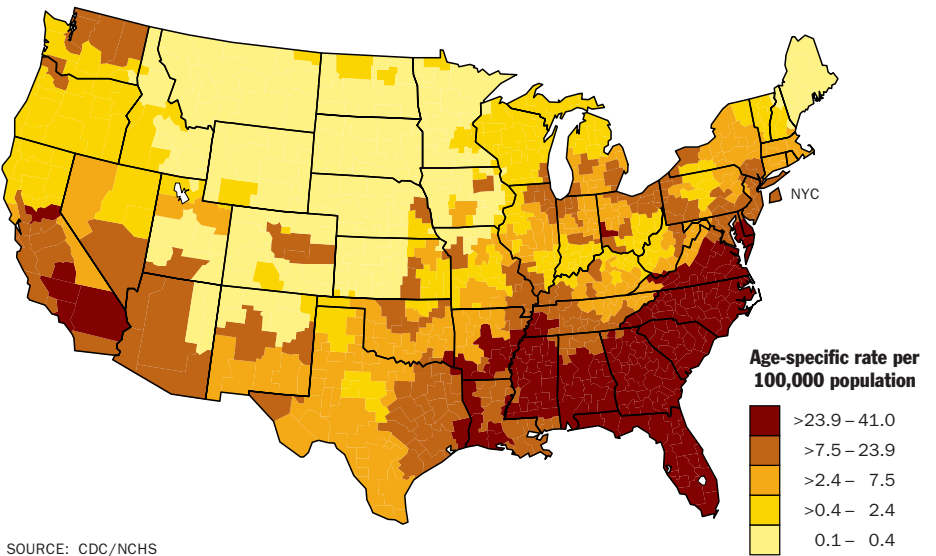 NYC
Age-specific rate per
100,000 population
>23.9 – 41.0
>7.5 – 23.9
>2.4 – 7.5
>0.4 – 2.4
0.1 – 0.4
SOURCE: CDC/NCHS